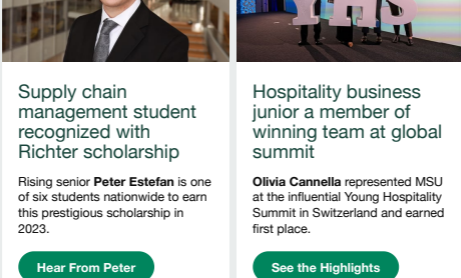 YHS
Supply chain
management student
recognized with
Richter scholarship
Rising senior Peter Estefan is one
of six students nationwide to earn
this prestigious scholarship in
2023.
Hear From Peter
Hospitality business
junior a member of
winning team at global
summit
Olivia Cannella represented MSU
at the influential Young Hospitality
Summit in Switzerland and earned
first place.
See the Highlights